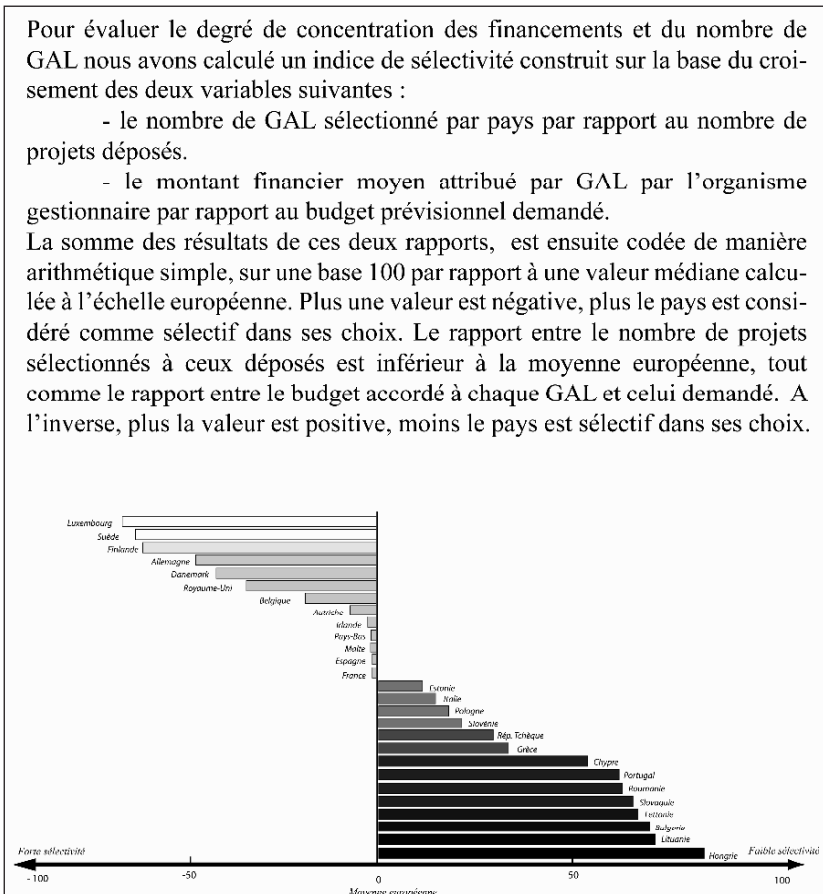 Pour évaluer le degré de concentration des financements et du nombre de
GAL nous avons calculé un indice de sélectivité construit sur la base du croi-
sement des deux variables suivantes :
- le nombre de GAL sélectionné par pays par rapport au nombre de
projets déposés.
- le montant financier moyen attribué par GAL par l’organisme
gestionnaire par rapport au budget prévisionnel demandé.
La somme des résultats de ces deux rapports, est ensuite codée de manière
arithmétique simple, sur une base 100 par rapport à une valeur médiane calcu-
lée à l’échelle européenne. Plus une valeur est négative, plus le pays est consi-
déré comme sélectif dans ses choix. Le rapport entre le nombre de projets
sélectionnés à ceux déposés est inférieur à la moyenne européenne, tout
comme le rapport entre le budget accordé à chaque GAL et celui demandé. A
l’inverse, plus la valeur est positive, moins le pays est sélectif dans ses choix.
Luxembourg
Suède
Finlande
Allemagne
Danemark
Royaume-Uni
Belgique
Autriche
Irlande
Pays-Bas
Malte
Espagne
France
Estonie
Italie
Pologne
Slovénie
Rép. Tchèque
Grèce
Chypre
Portugal
Roumanie
Slovaquie
Lettonie
Bulgarie
Lituanie
Hongrie
Forte sélectivité
Faible sélectivité
- 100
-50
0
50
100
Moyenne européenne